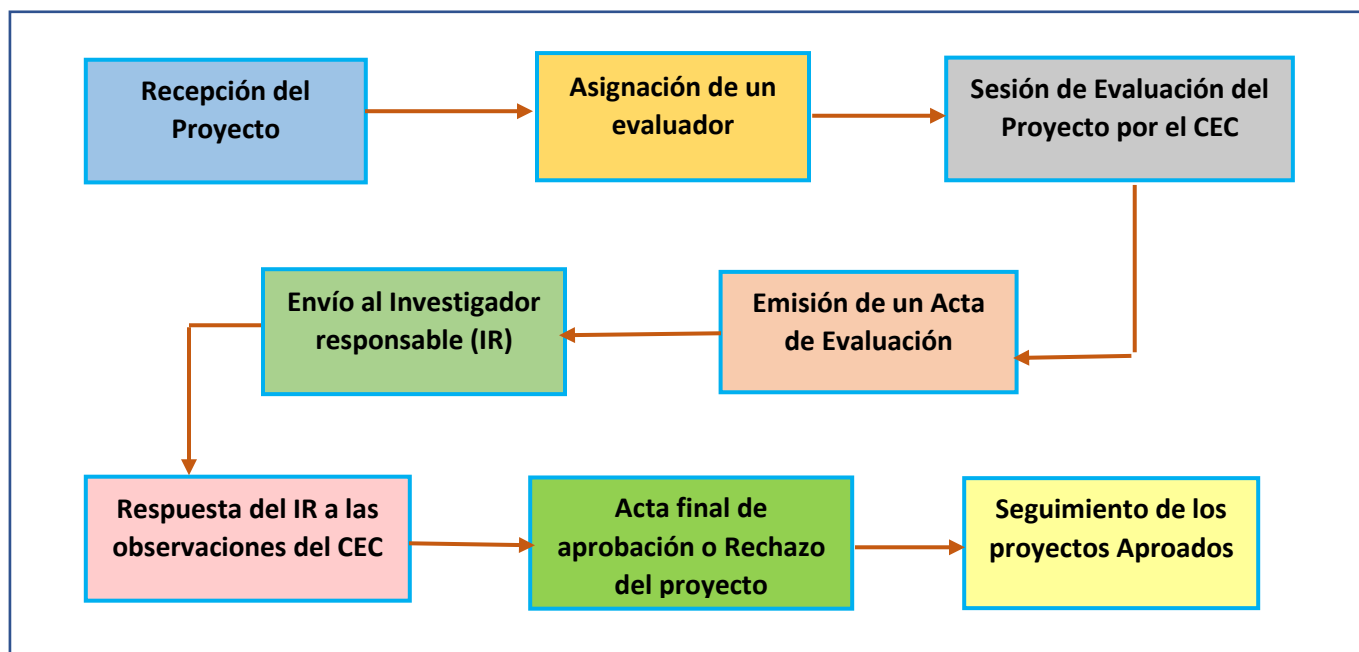 Recepción del
Proyecto
Asignación de un
evaluador
Sesión de Evaluación del
Proyecto por el CEC
Envío al Investigador
responsable (IR)
Emisión de un Acta
de Evaluación
Respuesta del IR a las
observaciones del CEC
Acta final de
aprobación o Rechazo
del proyecto
Seguimiento de los
proyectos Aproados